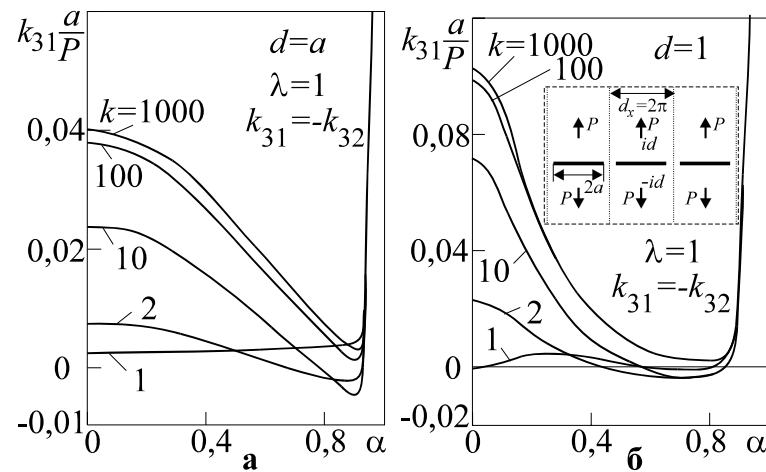 k₃₁ a/P
d=a
λ=1
k₃₁=-k₃₂
k=1000
100
10
2
1
0,04
0,02
0
-0,01
0
0,4
0,8
α
а
k₃₁ a/P
k=1000
100
d=1
dₓ=2π
P
P
P
id
2a
P
P
-id
P
λ=1
k₃₁=-k₃₂
10
2
1
0,08
0,04
0
-0,02
0
0,4
0,8
α
б